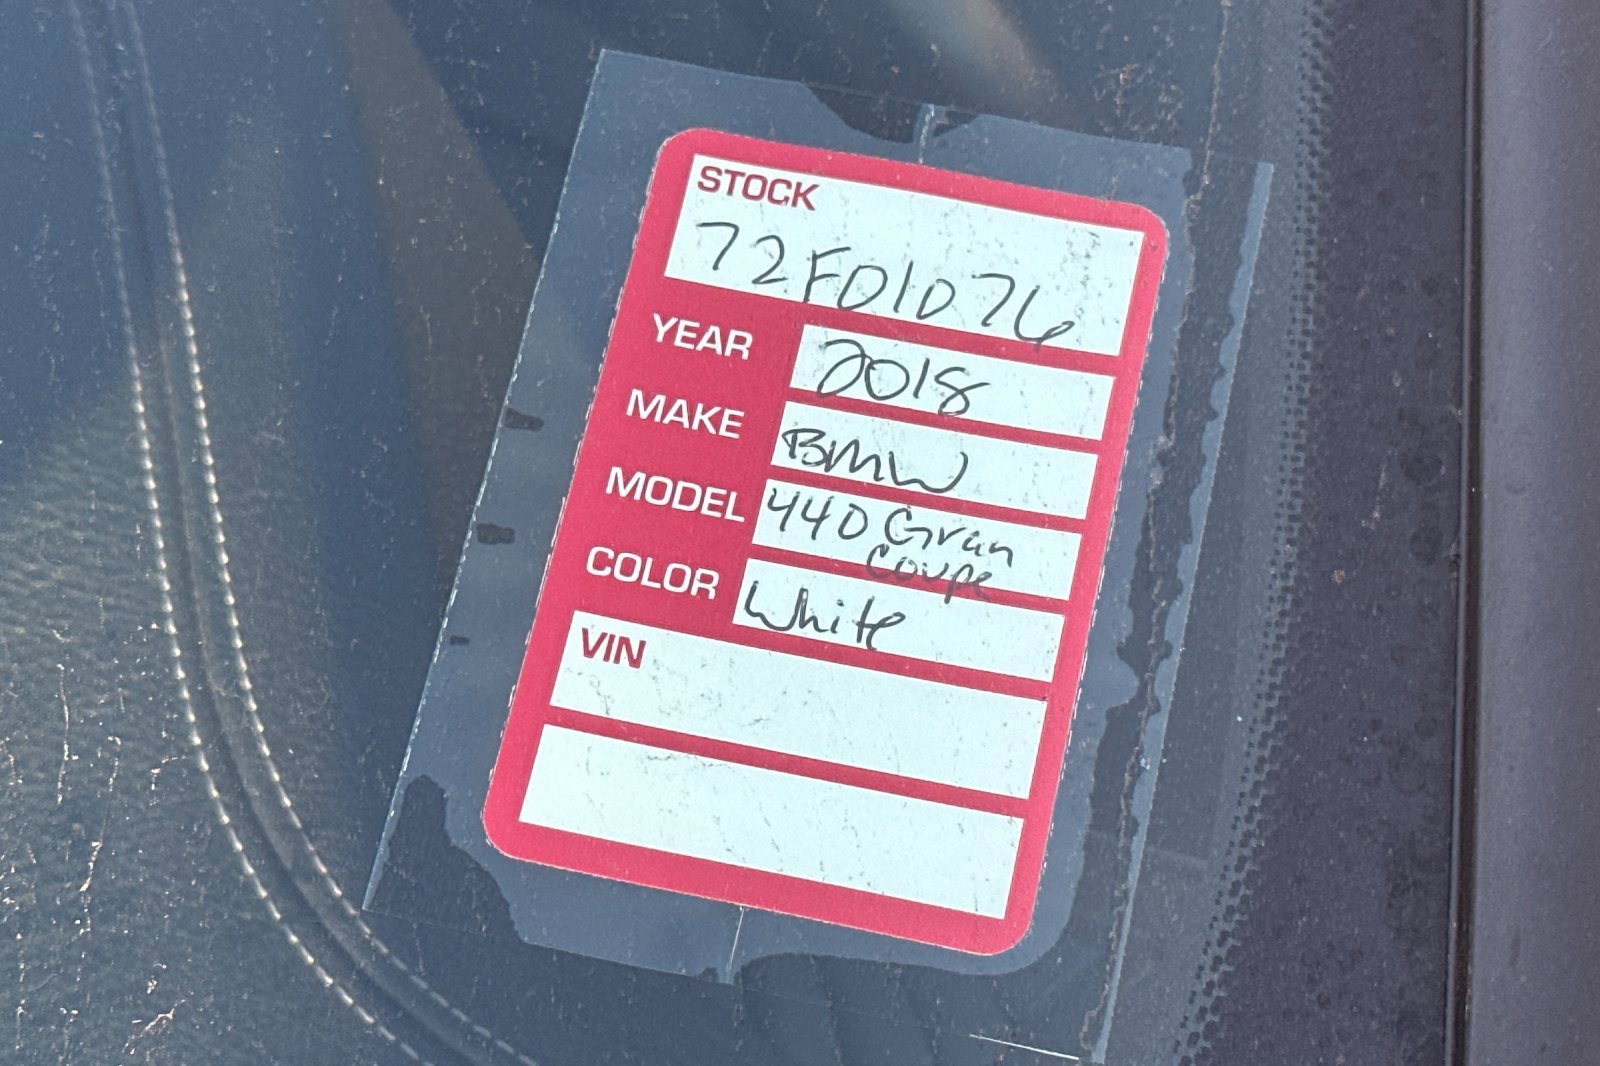 STOCK
72F01076
YEAR 2018
MAKE BMW
MODEL 440 Gran
Coupe
COLOR White
VIN